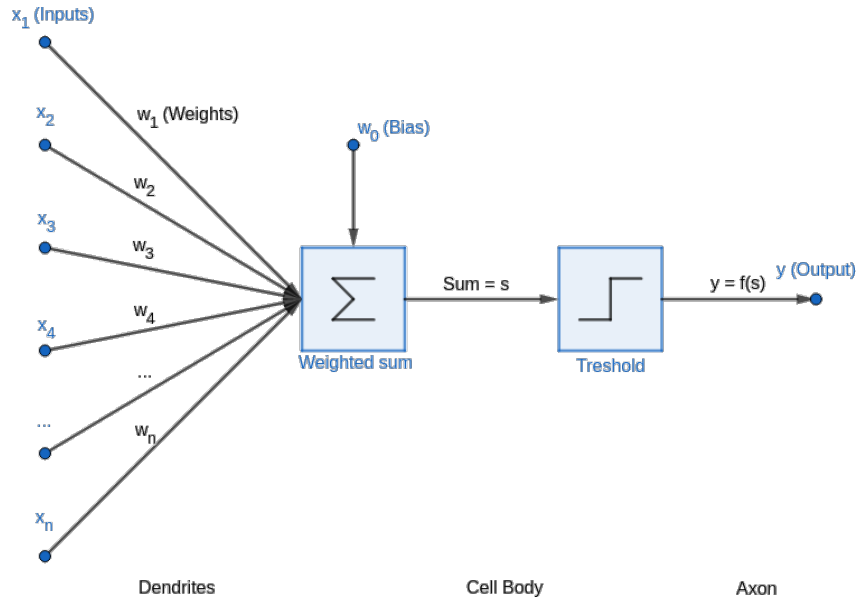 x1 (Inputs)
w1 (Weights)
x2
w0 (Bias)
w2
x3
w3
y (Output)
Sum = s
y = f(s)
w4
x4
Weighted sum
Treshold
...
...
wn
xn
Dendrites
Cell Body
Axon